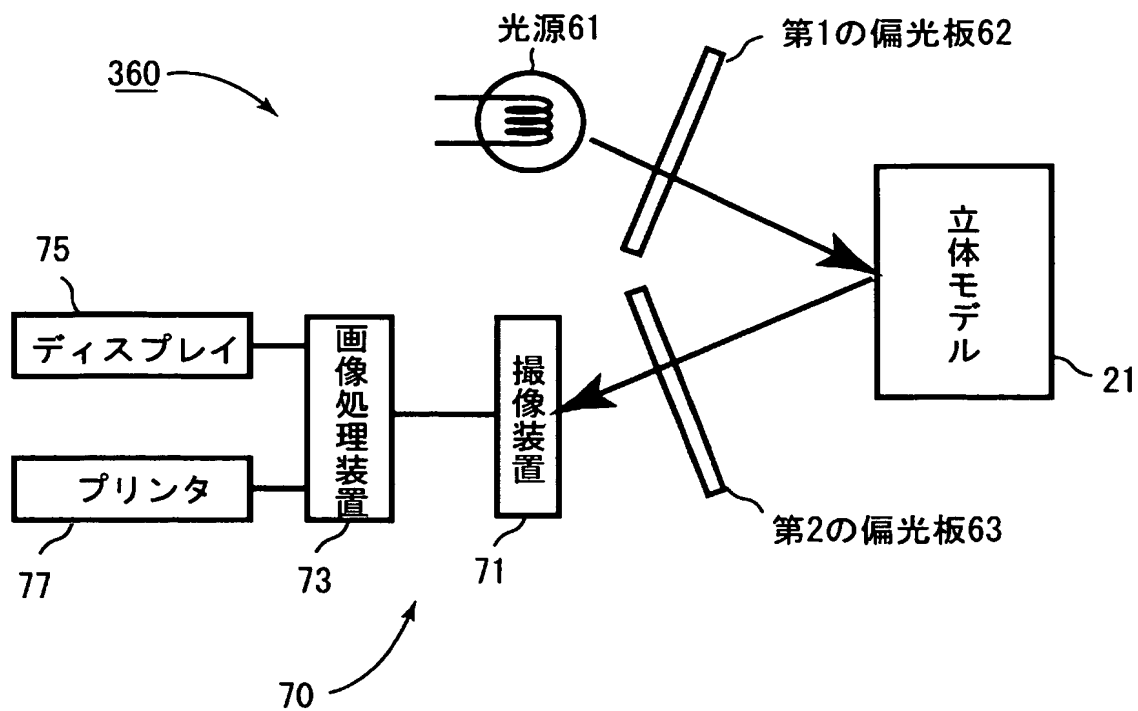 光源61
第1の偏光板62
360
立体モデル
21
75
ディスプレイ
画像処理装置
撮像装置
プリンタ
第2の偏光板63
77
73
71
70